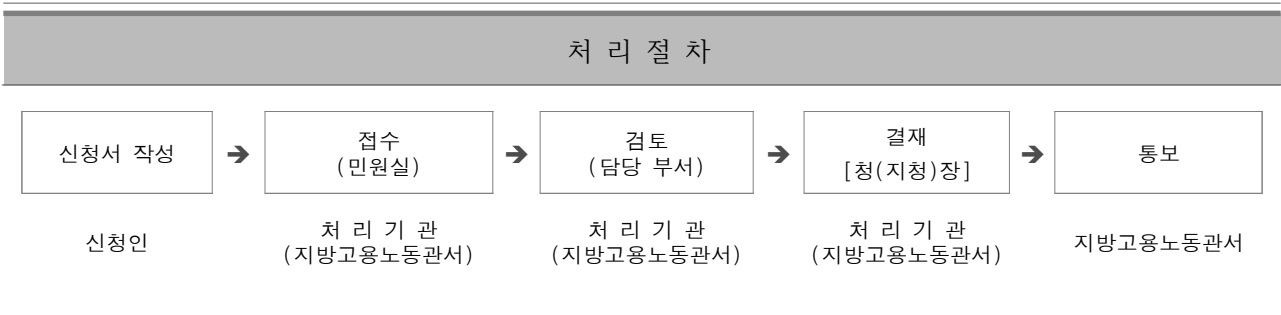 처 리 절 차
신청서 작성 ➔ 접수 (민원실) ➔ 검토 (담당 부서) ➔ 결재 [청(지청)장] ➔ 통보
신청인
처 리 기 관
(지방고용노동관서)
처 리 기 관
(지방고용노동관서)
처 리 기 관
(지방고용노동관서)
지방고용노동관서